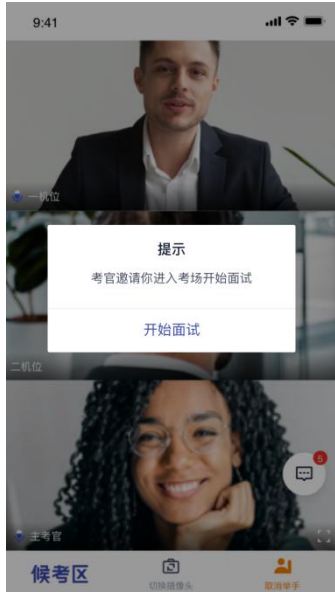 9:41
一机位
提示
考官邀请你进入考场开始面试
开始面试
二机位
5
主考官
候考区
切换摄像头
取消举手